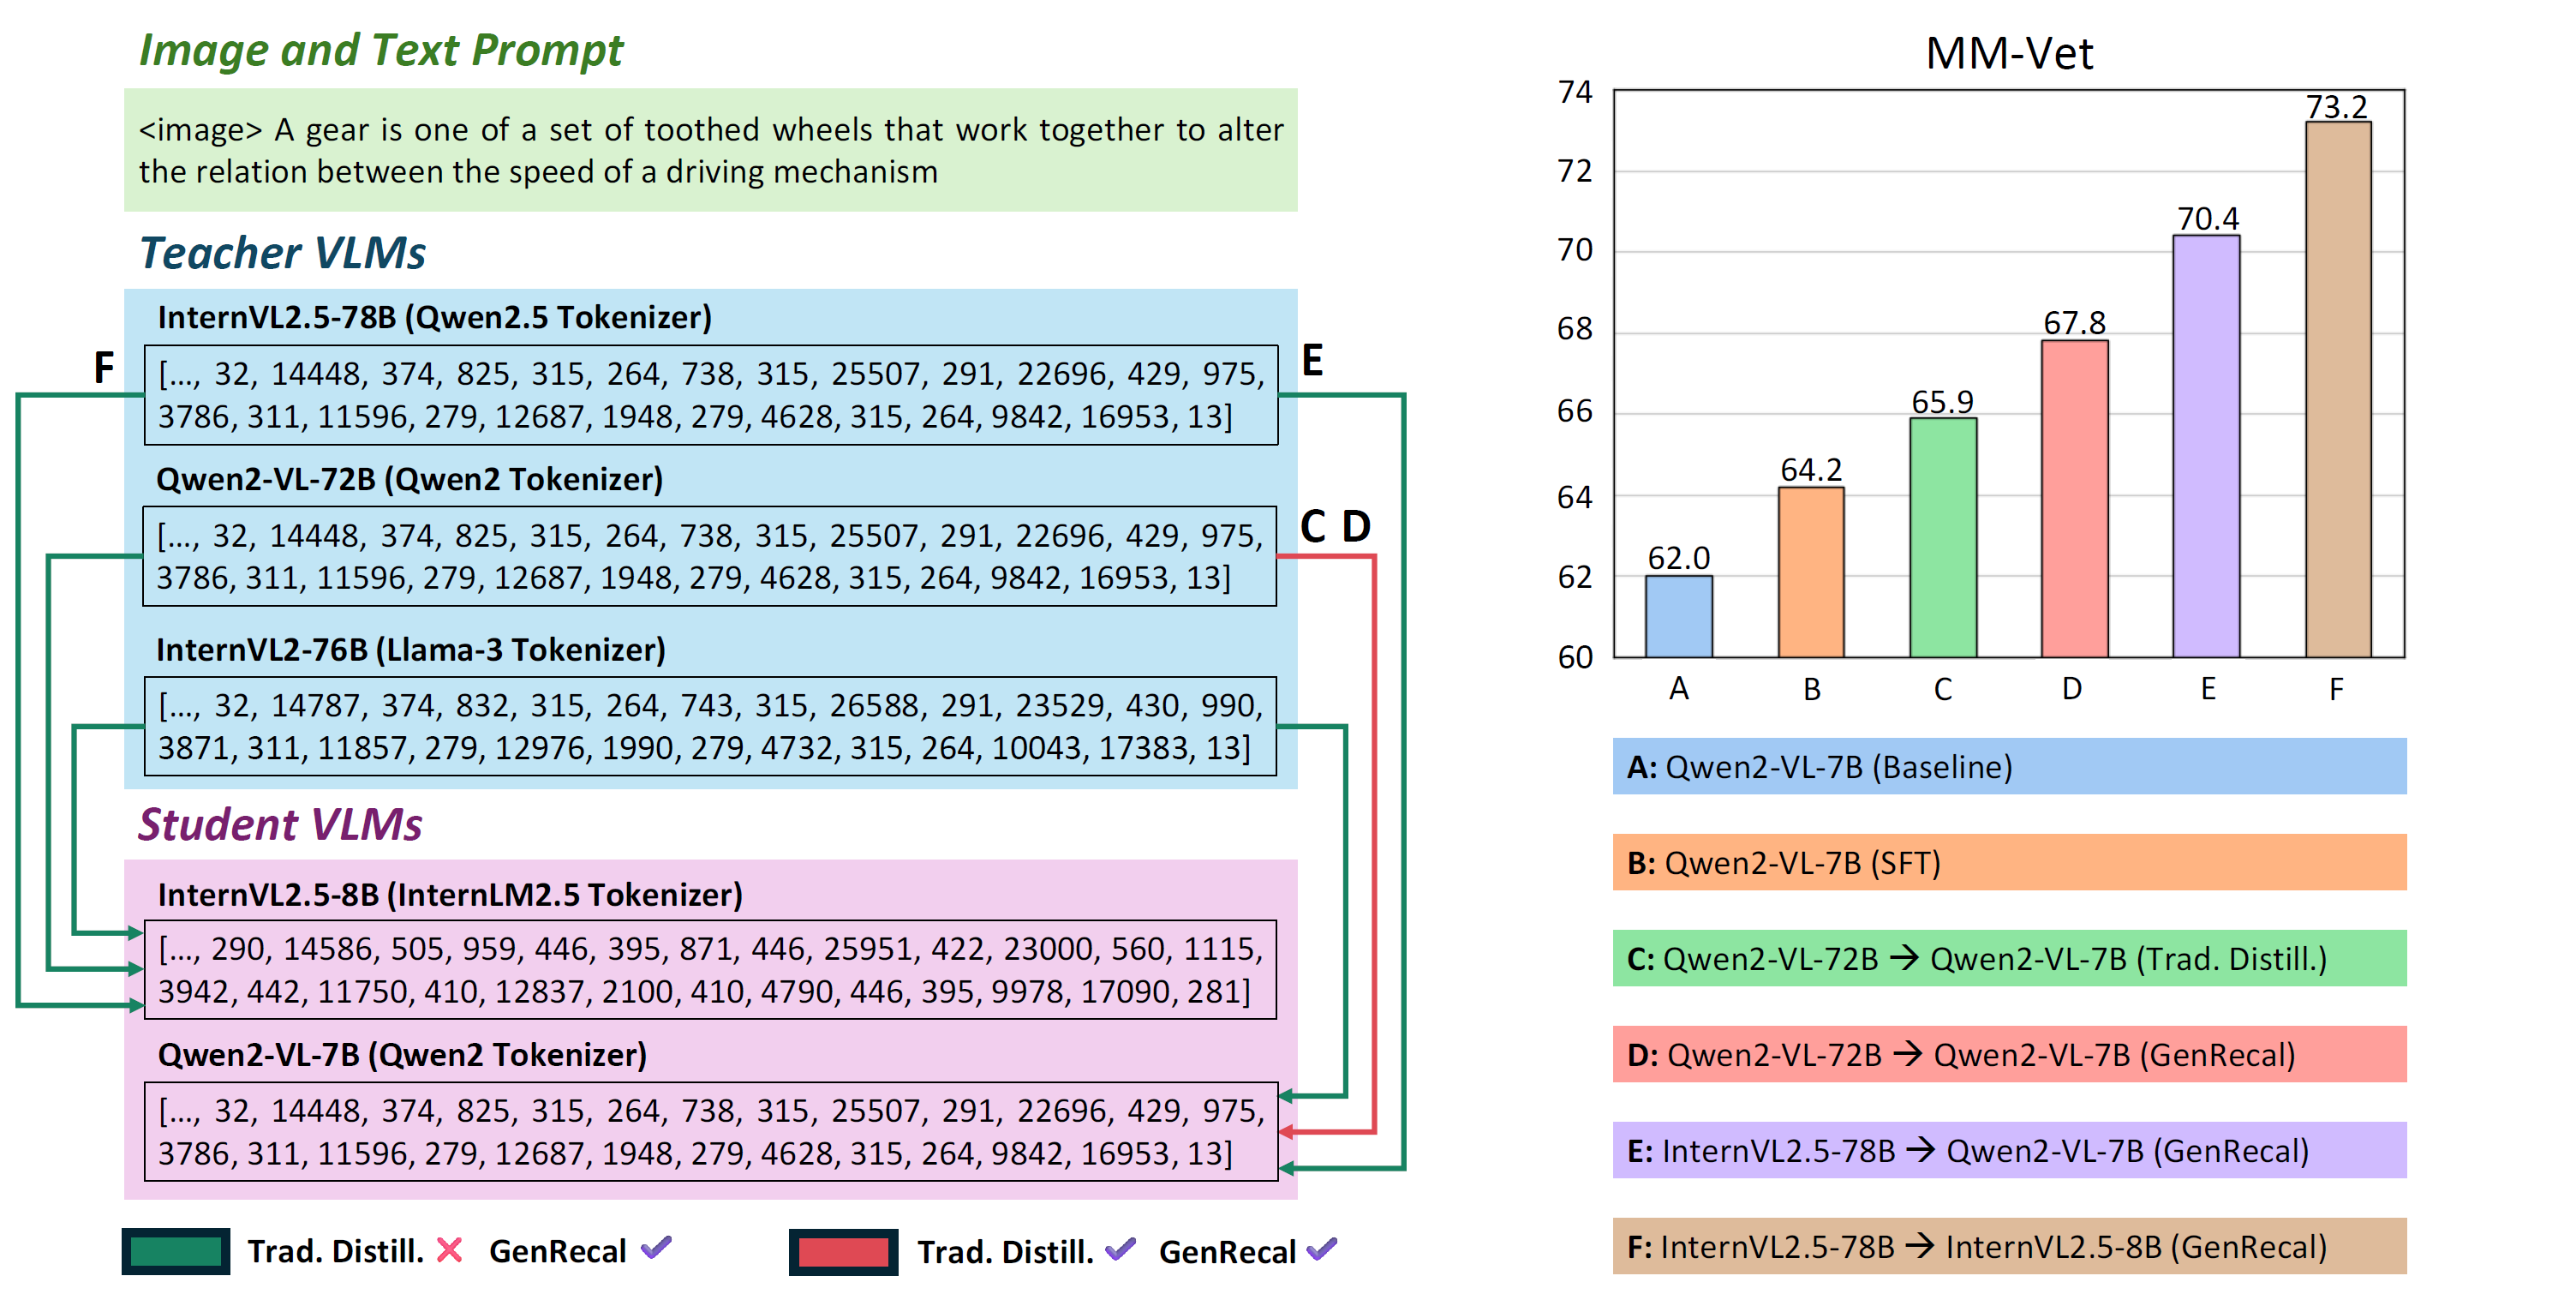 Image and Text Prompt
<image> A gear is one of a set of toothed wheels that work together to alter
the relation between the speed of a driving mechanism
Teacher VLMs
InternVL2.5-78B (Qwen2.5 Tokenizer)
F
E
[..., 32, 14448, 374, 825, 315, 264, 738, 315, 25507, 291, 22696, 429, 975,
3786, 311, 11596, 279, 12687, 1948, 279, 4628, 315, 264, 9842, 16953, 13]
Qwen2-VL-72B (Qwen2 Tokenizer)
C D
[..., 32, 14448, 374, 825, 315, 264, 738, 315, 25507, 291, 22696, 429, 975,
3786, 311, 11596, 279, 12687, 1948, 279, 4628, 315, 264, 9842, 16953, 13]
InternVL2-76B (Llama-3 Tokenizer)
[..., 32, 14787, 374, 832, 315, 264, 743, 315, 26588, 291, 23529, 430, 990,
3871, 311, 11857, 279, 12976, 1990, 279, 4732, 315, 264, 10043, 17383, 13]
Student VLMs
InternVL2.5-8B (InternLM2.5 Tokenizer)
[..., 290, 14586, 505, 959, 446, 395, 871, 446, 25951, 422, 23000, 560, 1115,
3942, 442, 11750, 410, 12837, 2100, 410, 4790, 446, 395, 9978, 17090, 281]
Qwen2-VL-7B (Qwen2 Tokenizer)
[..., 32, 14448, 374, 825, 315, 264, 738, 315, 25507, 291, 22696, 429, 975,
3786, 311, 11596, 279, 12687, 1948, 279, 4628, 315, 264, 9842, 16953, 13]
Trad. Distill. GenRecal
Trad. Distill. GenRecal
MM-Vet
74
72
70
68
66
64
62
60
62.0
64.2
65.9
67.8
70.4
73.2
A B C D E F
A: Qwen2-VL-7B (Baseline)
B: Qwen2-VL-7B (SFT)
C: Qwen2-VL-72B → Qwen2-VL-7B (Trad. Distill.)
D: Qwen2-VL-72B → Qwen2-VL-7B (GenRecal)
E: InternVL2.5-78B → Qwen2-VL-7B (GenRecal)
F: InternVL2.5-78B → InternVL2.5-8B (GenRecal)